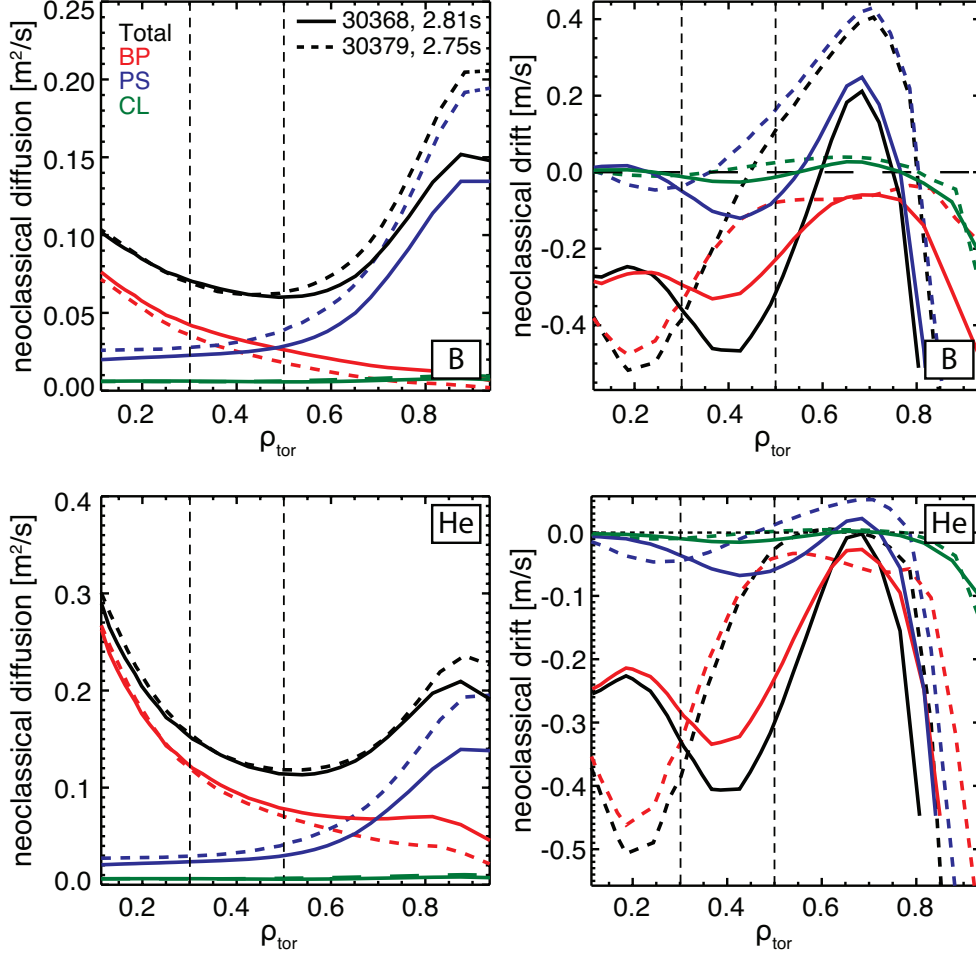 neoclassical diffusion [m²/s]
0.25
0.20
0.15
0.10
0.05
0.00
Total
BP
PS
CL
30368, 2.81s
30379, 2.75s
B
0.2 0.4 0.6 0.8
ρtor
neoclassical drift [m/s]
0.4
0.2
0.0
-0.2
-0.4
B
0.2 0.4 0.6 0.8
ρtor
neoclassical diffusion [m²/s]
0.4
0.3
0.2
0.1
0.0
He
0.2 0.4 0.6 0.8
ρtor
neoclassical drift [m/s]
0.0
-0.1
-0.2
-0.3
-0.4
-0.5
He
0.2 0.4 0.6 0.8
ρtor